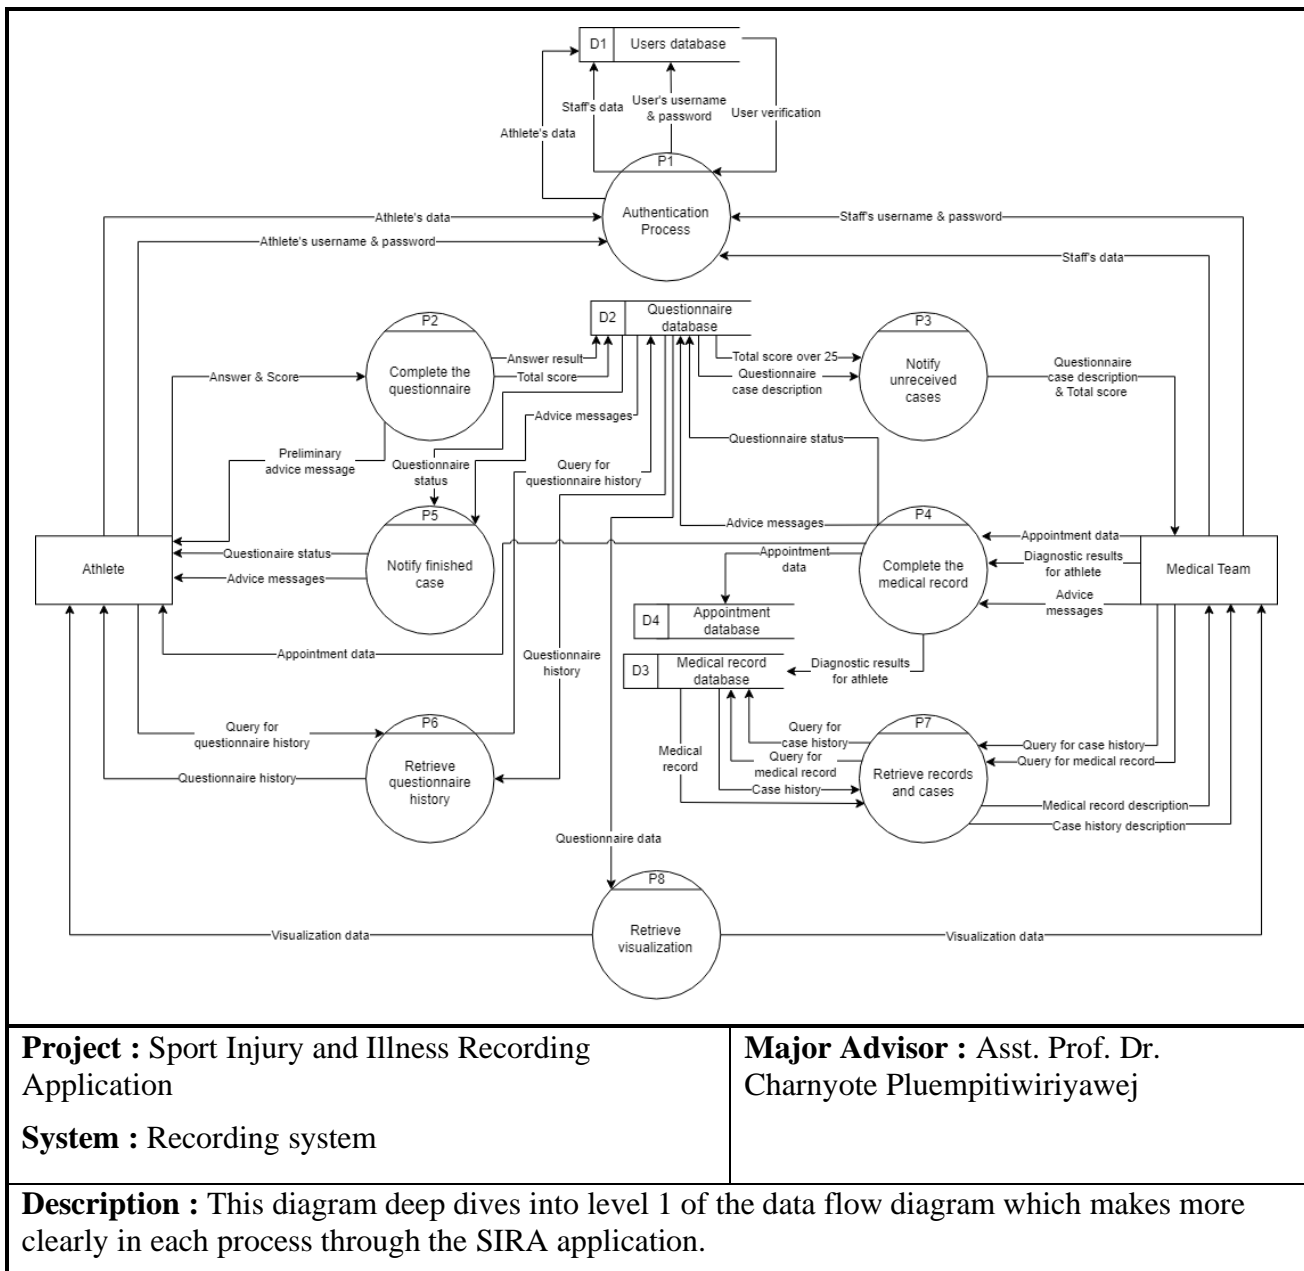 D1
Users database
Staff's data
User's username
& password
User verification
Athlete's data
P1
Authentication
Process
Athlete's data
Staff's username & password
Athlete's username & password
Staff's data
D2
Questionnaire
database
P2
Complete the
questionnaire
Answer result
Total score
Answer & Score
Total score over 25
Questionnaire
case description
P3
Notify
unreceived
cases
Questionnaire
case description
& Total score
Advice messages
Questionnaire status
Preliminary
advice message
Questionnaire
status
Query for
questionnaire history
P5
Notify finished
case
Advice messages
P4
Complete the
medical record
Appointment data
Diagnostic results
for athlete
Advice
messages
Athlete
Medical Team
Questionaire status
Advice messages
Appointment
data
D4
Appointment
database
Appointment data
Questionnaire
history
D3
Medical record
database
Diagnostic results
for athlete
Query for
questionnaire history
P6
Retrieve
questionnaire
history
Questionnaire history
Medical
record
Query for
case history
Query for
medical record
Case history
P7
Retrieve records
and cases
Query for case history
Query for medical record
Medical record description
Case history description
Questionnaire data
P8
Retrieve
visualization
Visualization data
Visualization data
Project : Sport Injury and Illness Recording
Application
System : Recording system
Major Advisor : Asst. Prof. Dr.
Charnyote Pluempitiwiriyawej
Description : This diagram deep dives into level 1 of the data flow diagram which makes more
clearly in each process through the SIRA application.